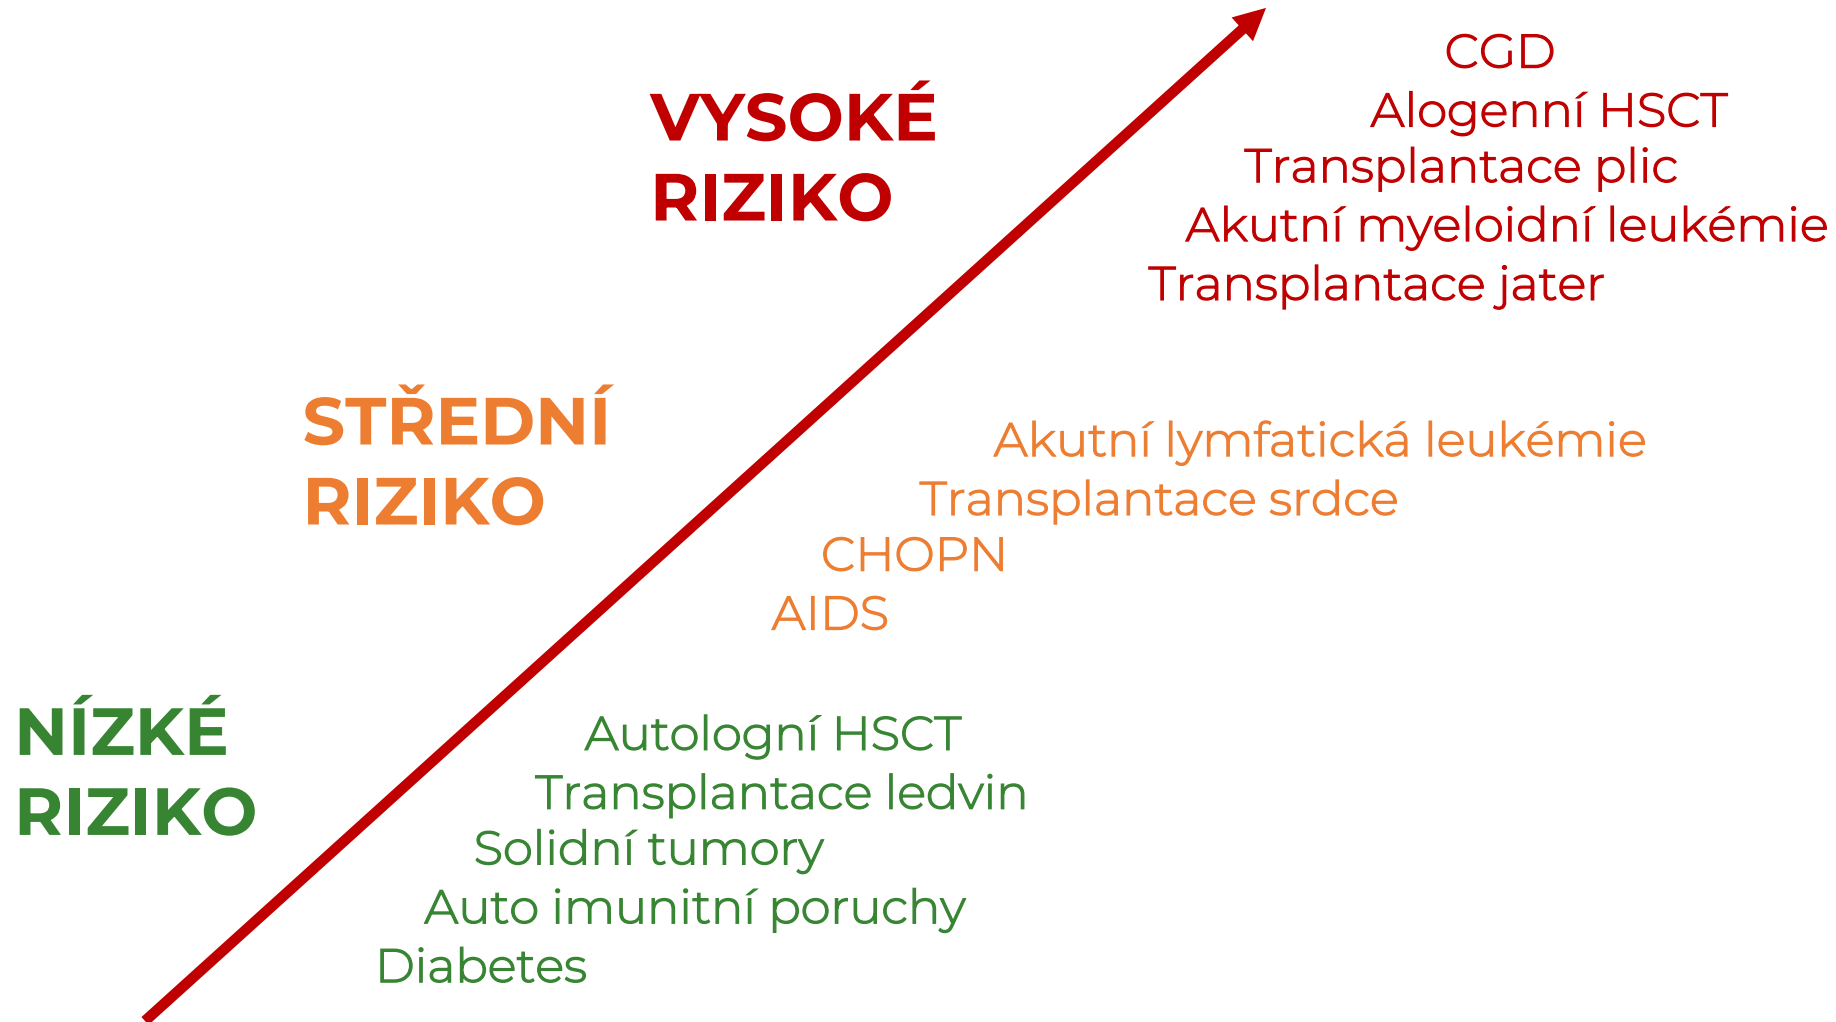 VYSOKÉ
RIZIKO
CGD
Alogenní HSCT
Transplantace plic
Akutní myeloidní leukémie
Transplantace jater
STŘEDNÍ
RIZIKO
Akutní lymfatická leukémie
Transplantace srdce
CHOPN
AIDS
NÍZKÉ
RIZIKO
Autologní HSCT
Transplantace ledvin
Solidní tumory
Auto imunitní poruchy
Diabetes